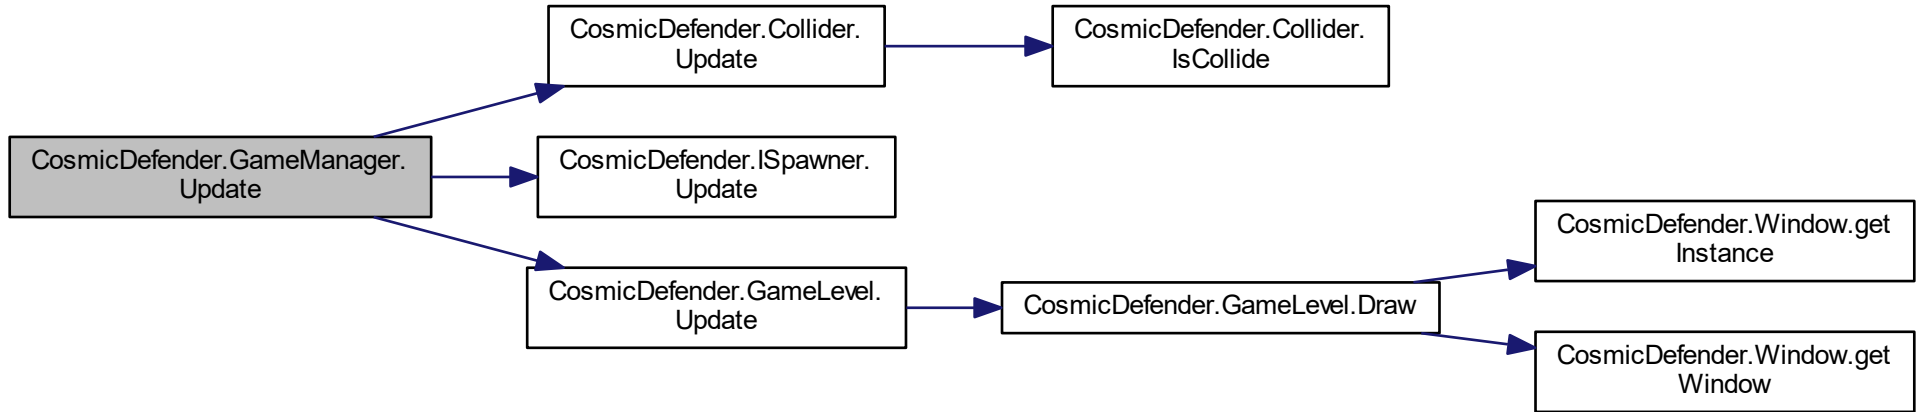 CosmicDefender.Collider.
Update
CosmicDefender.Collider.
IsCollide
CosmicDefender.GameManager.
Update
CosmicDefender.ISpawner.
Update
CosmicDefender.GameLevel.
Update
CosmicDefender.GameLevel.Draw
CosmicDefender.Window.get
Instance
CosmicDefender.Window.get
Window